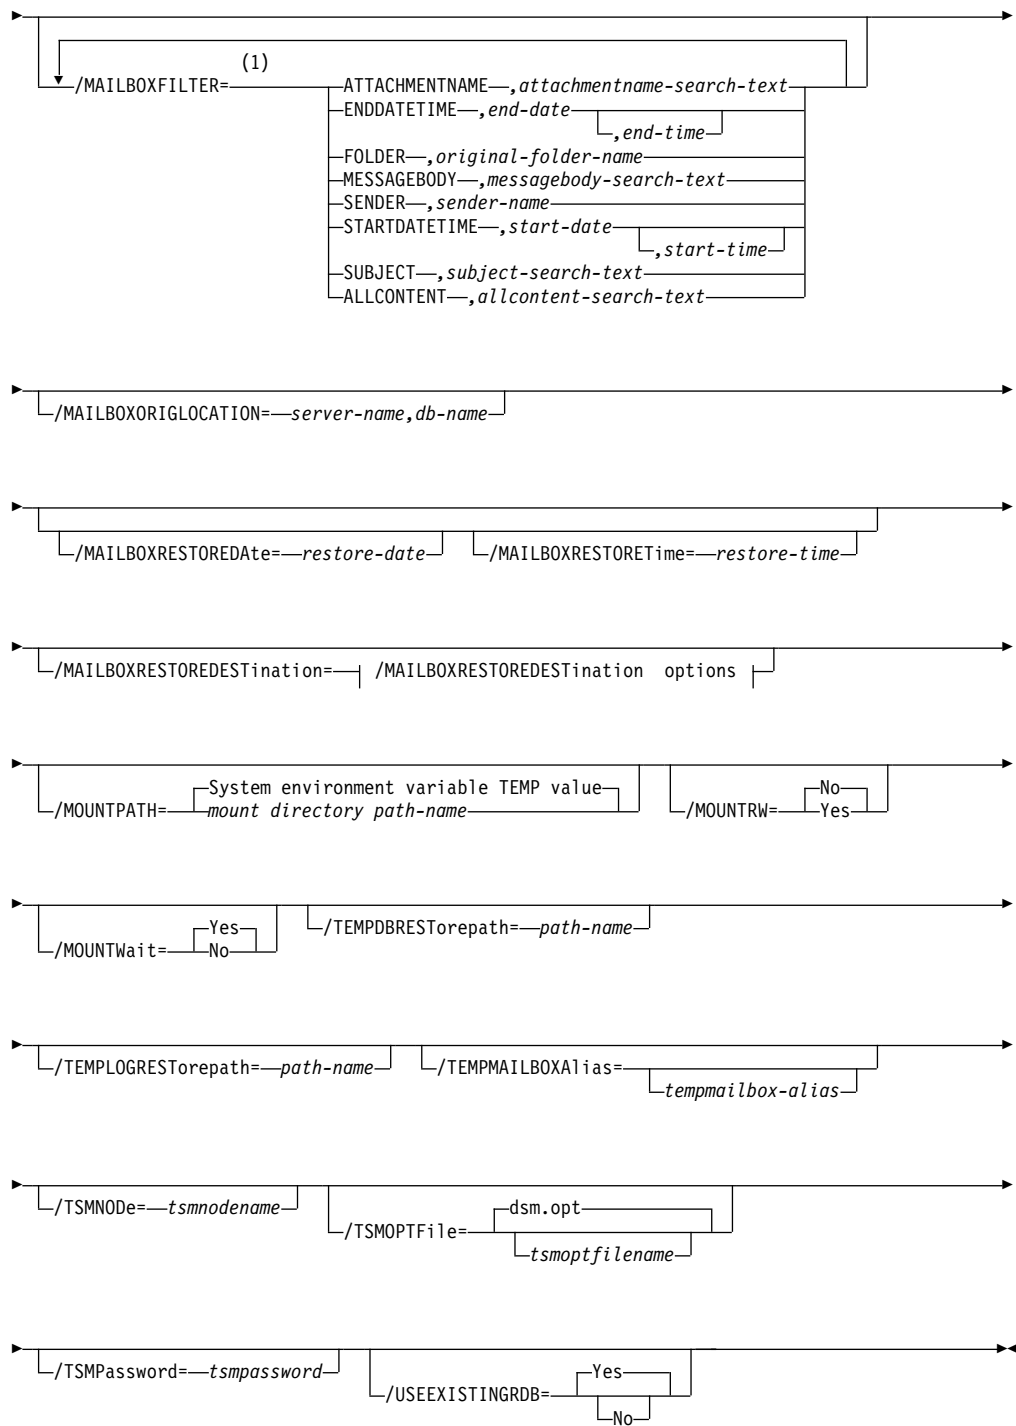 (1)
/MAILBOXFILTER=
ATTACHMENTNAME ,attachmentname-search-text
ENDDATETIME ,end-date
,end-time
FOLDER ,original-folder-name
MESSAGEBODY ,messagebody-search-text
SENDER ,sender-name
STARTDATETIME ,start-date
,start-time
SUBJECT ,subject-search-text
ALLCONTENT ,allcontent-search-text
/MAILBOXORIGLOCATION= server-name,db-name
/MAILBOXRESTOREDAte= restore-date /MAILBOXRESTORETime= restore-time
/MAILBOXRESTOREDESTination= /MAILBOXRESTOREDESTination options
System environment variable TEMP value
/MOUNTPATH= mount directory path-name
No
/MOUNTRW= Yes
Yes
/MOUNTWait= No
/TEMPDBRESTorepath= path-name
/TEMPLOGRESTorepath= path-name /TEMPMAILBOXAlias=
tempmailbox-alias
/TSMNODe= tsmnodename
dsm.opt
/TSMOPTFile=
tsmoptfilename
/TSMPassword= tsmpassword
Yes
/USEEXISTINGRDB=
No